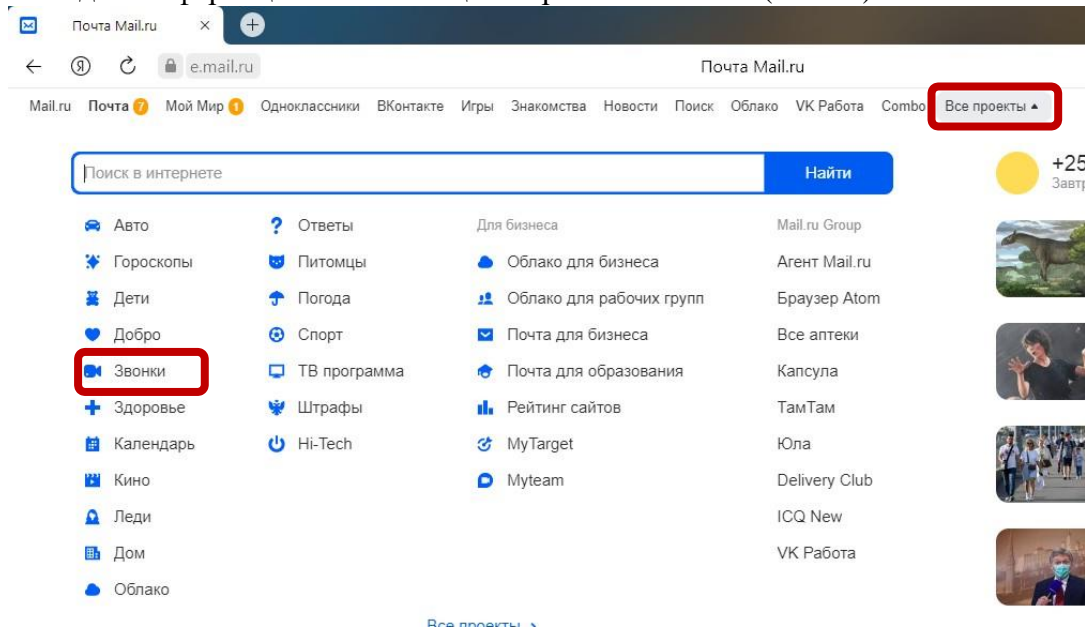 Почта Mail.ru
e.mail.ru
Почта Mail.ru
Mail.ru Почта 7 Мой Мир 1 Одноклассники ВКонтакте Игры Знакомства Новости Поиск Облако VK Работа Combo Все проекты
Поиск в интернете
Найти
+25
Завтр
Авто
Гороскопы
Дети
Добро
Звонки
Здоровье
Календарь
Кино
Леди
Дом
Облако
Ответы
Питомцы
Погода
Спорт
ТВ программа
Штрафы
Hi-Tech
Для бизнеса
Облако для бизнеса
Облако для рабочих групп
Почта для бизнеса
Почта для образования
Рейтинг сайтов
MyTarget
Myteam
Mail.ru Group
Агент Mail.ru
Браузер Atom
Все аптеки
Капсула
ТамТам
Юла
Delivery Club
ICQ New
VK Работа
Все проекты